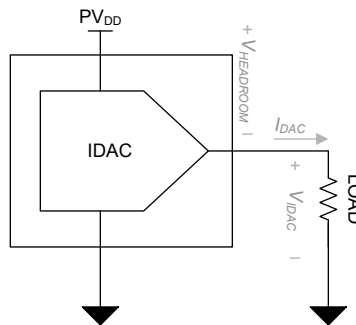 PVDD
+ VHEADROOM –
IDAC
IDAC
+ VIDAC –
LOAD